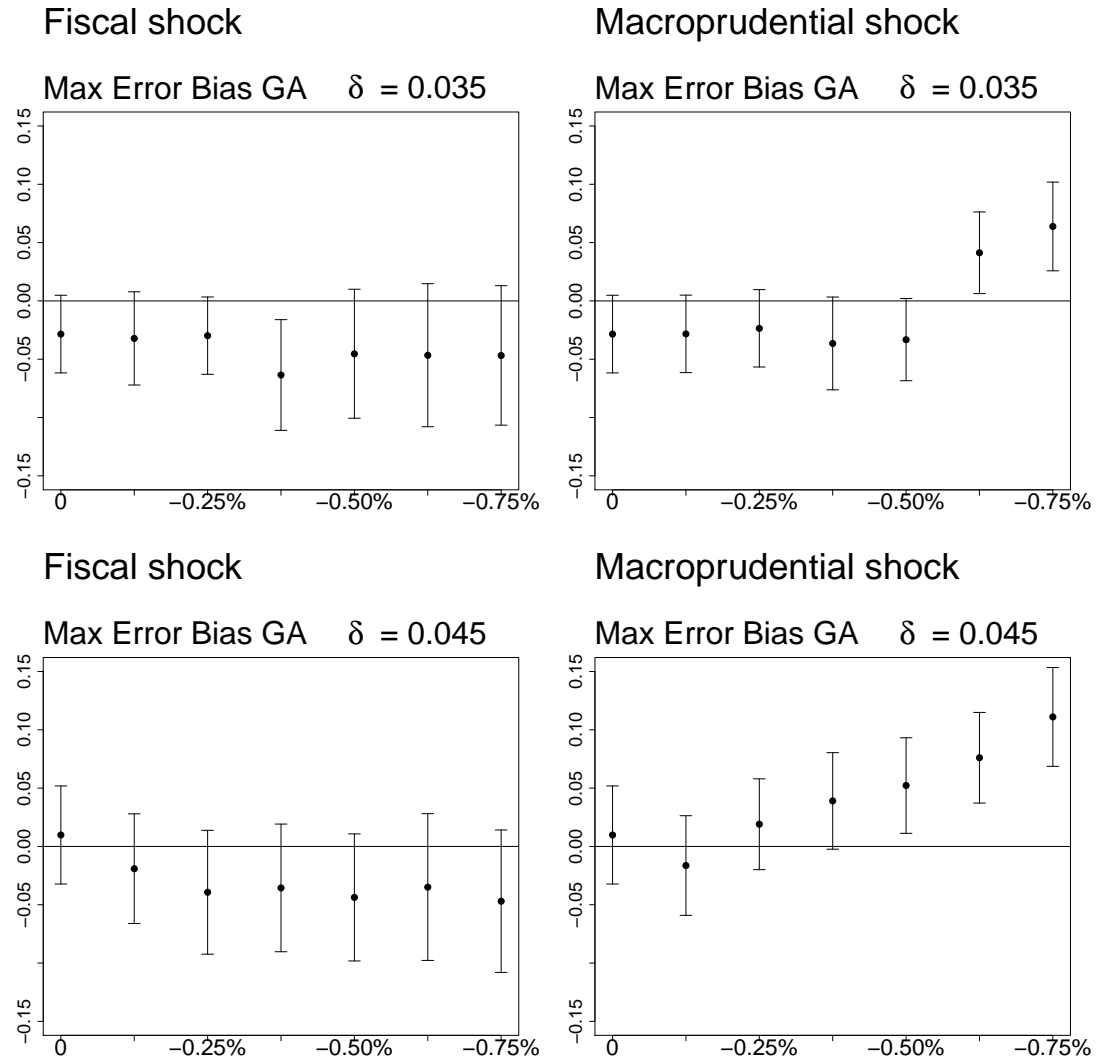 Fiscal shock
Max Error Bias GA δ = 0.035
0.15
0.10
0.05
0.00
−0.05
−0.15
0 −0.25% −0.50% −0.75%
Macroprudential shock
Max Error Bias GA δ = 0.035
0.15
0.10
0.05
0.00
−0.05
−0.15
0 −0.25% −0.50% −0.75%
Fiscal shock
Max Error Bias GA δ = 0.045
0.15
0.10
0.05
0.00
−0.05
−0.15
0 −0.25% −0.50% −0.75%
Macroprudential shock
Max Error Bias GA δ = 0.045
0.15
0.10
0.05
0.00
−0.05
−0.15
0 −0.25% −0.50% −0.75%